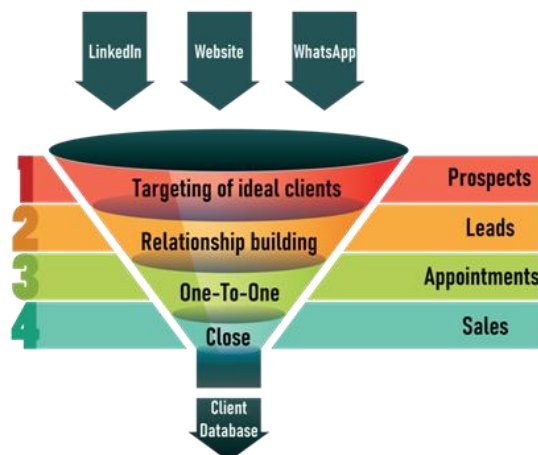 LinkedIn
Website
WhatsApp
1
Targeting of ideal clients
Prospects
2
Relationship building
Leads
3
One-To-One
Appointments
4
Close
Sales
Client
Database